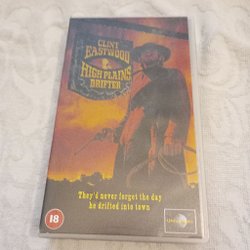 CLINT
EASTWOOD
HIGH PLAINS
DRIFTER
They'd never forget the day
he drifted into town
18